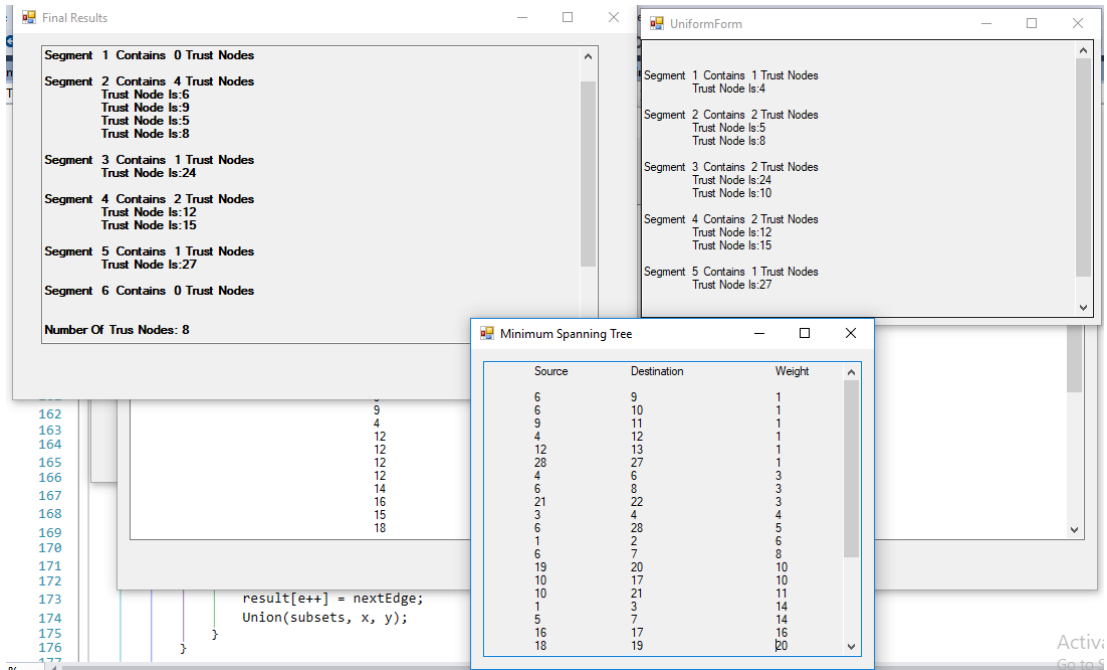 Final Results
Segment 1 Contains 0 Trust Nodes
Segment 2 Contains 4 Trust Nodes
Trust Node Is:6
Trust Node Is:9
Trust Node Is:5
Trust Node Is:8
Segment 3 Contains 1 Trust Nodes
Trust Node Is:24
Segment 4 Contains 2 Trust Nodes
Trust Node Is:12
Trust Node Is:15
Segment 5 Contains 1 Trust Nodes
Trust Node Is:27
Segment 6 Contains 0 Trust Nodes
Number Of Trus Nodes: 8
UniformForm
Segment 1 Contains 1 Trust Nodes
Trust Node Is:4
Segment 2 Contains 2 Trust Nodes
Trust Node Is:5
Trust Node Is:8
Segment 3 Contains 2 Trust Nodes
Trust Node Is:24
Trust Node Is:10
Segment 4 Contains 2 Trust Nodes
Trust Node Is:12
Trust Node Is:15
Segment 5 Contains 1 Trust Nodes
Trust Node Is:27
Minimum Spanning Tree
Source Destination Weight
6 9 1
6 10 1
9 11 1
4 12 1
12 13 1
28 27 1
4 6 3
6 8 3
21 22 3
3 4 4
6 28 5
1 2 6
6 7 8
19 20 10
10 17 10
10 21 11
1 3 14
5 7 14
16 17 16
18 19 20
9
4
12
12
12
12
14
16
15
18
162
163
164
165
166
167
168
169
170
171
172
173 result[e++] = nextEdge;
174 Union(subsets, x, y);
175 }
176 }
177
%
Activa
Go to S